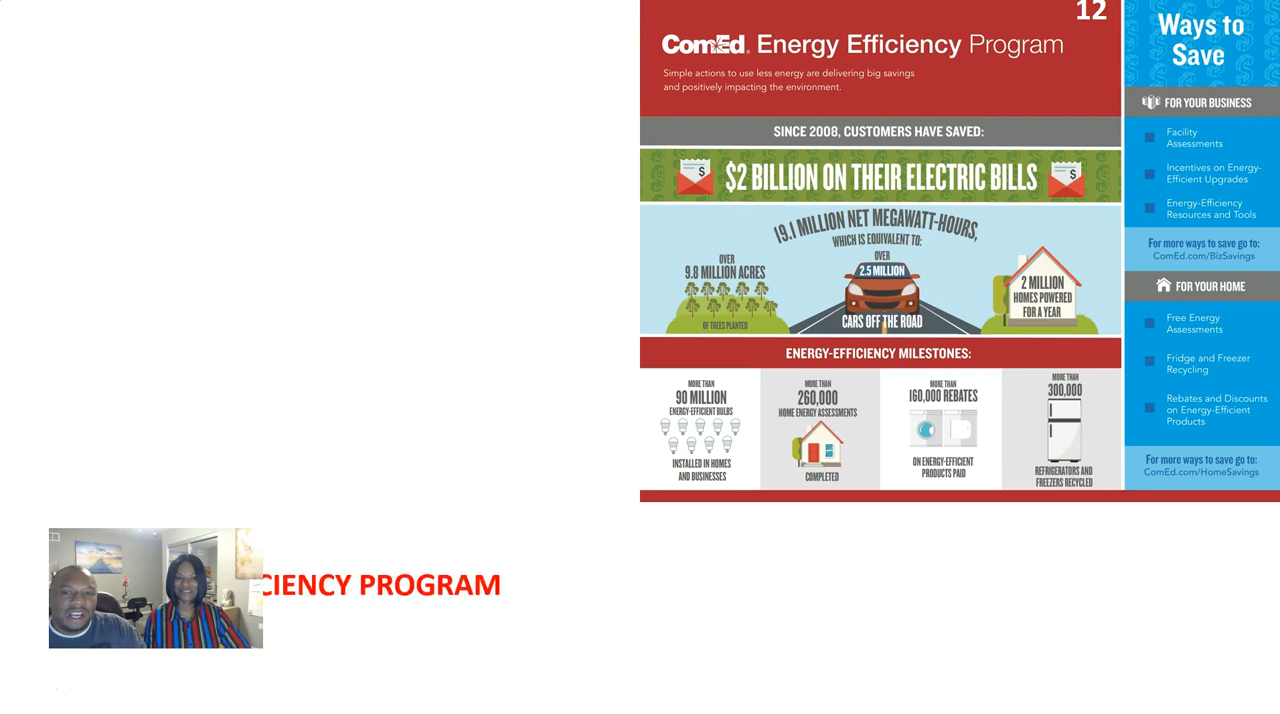 12
ComEd. Energy Efficiency Program
Simple actions to use less energy are delivering big savings
and positively impacting the environment.
SINCE 2008, CUSTOMERS HAVE SAVED:
$
$2 BILLION ON THEIR ELECTRIC BILLS
$
19.1 MILLION NET MEGAWATT-HOURS,
WHICH IS EQUIVALENT TO:
OVER
9.8 MILLION ACRES
OF TREES PLANTED
OVER
2.5 MILLION
CARS OFF THE ROAD
2 MILLION
HOMES POWERED
FOR A YEAR
ENERGY-EFFICIENCY MILESTONES:
MORE THAN
90 MILLION
ENERGY-EFFICIENT BULBS
INSTALLED IN HOMES
AND BUSINESSES
MORE THAN
260,000
HOME ENERGY ASSESSMENTS
COMPLETED
MORE THAN
160,000 REBATES
ON ENERGY-EFFICIENT
PRODUCTS PAID
MORE THAN
300,000
REFRIGERATORS AND
FREEZERS RECYCLED
Ways to
Save
FOR YOUR BUSINESS
Facility
Assessments
Incentives on Energy-
Efficient Upgrades
Energy-Efficiency
Resources and Tools
For more ways to save go to:
ComEd.com/BizSavings
FOR YOUR HOME
Free Energy
Assessments
Fridge and Freezer
Recycling
Rebates and Discounts
on Energy-Efficient
Products
For more ways to save go to:
ComEd.com/HomeSavings
CIENCY PROGRAM